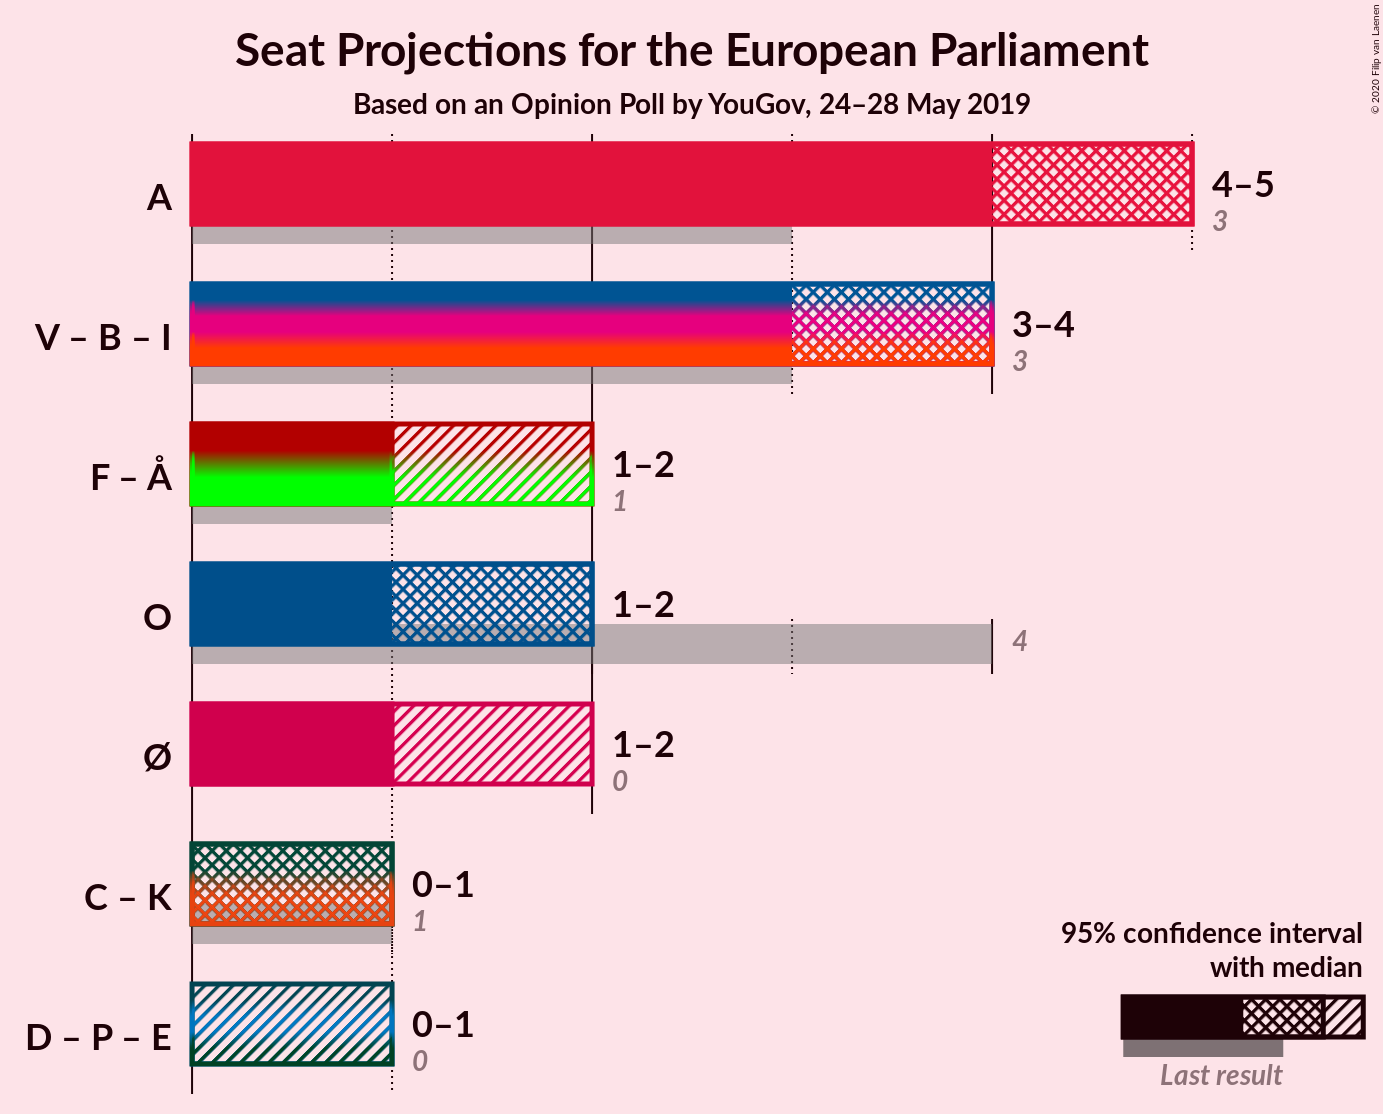 Seat Projections for the European Parliament
Based on an Opinion Poll by YouGov, 24–28 May 2019
© 2020 Filip van Laenen
A
4–5
3
V – B – I
3–4
3
F – Å
1–2
1
O
1–2
4
Ø
1–2
0
C – K
0–1
1
D – P – E
0–1
0
95% confidence interval
with median
Last result